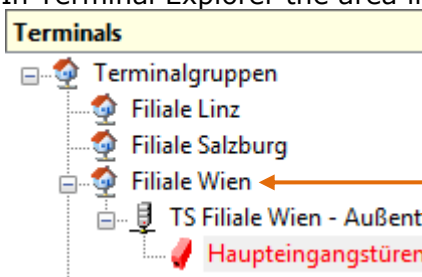 In Terminal Explorer the area
Terminals
Terminalgruppen
Filiale Linz
Filiale Salzburg
Filiale Wien
TS Filiale Wien - Außent
Haupteingangstüren